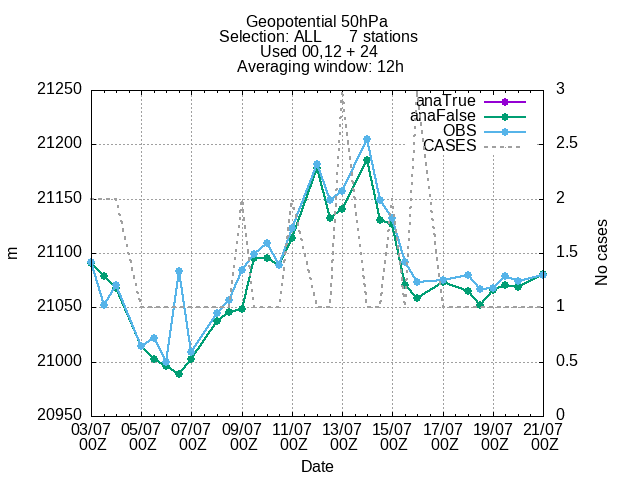 Geopotential 50hPa
Selection: ALL 7 stations
Used 00,12 + 24
Averaging window: 12h
anaTrue
anaFalse
OBS
CASES
21250
21200
21150
21100
21050
21000
20950
m
3
2.5
2
1.5
1
0.5
0
No cases
03/07 05/07 07/07 09/07 11/07 13/07 15/07 17/07 19/07 21/07
00Z 00Z 00Z 00Z 00Z 00Z 00Z 00Z 00Z 00Z
Date